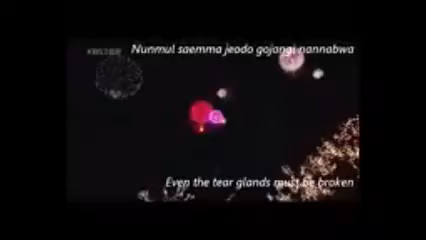 Nunmul saemma jeodo gojangi nannabwa
Even the tear glands must be broken